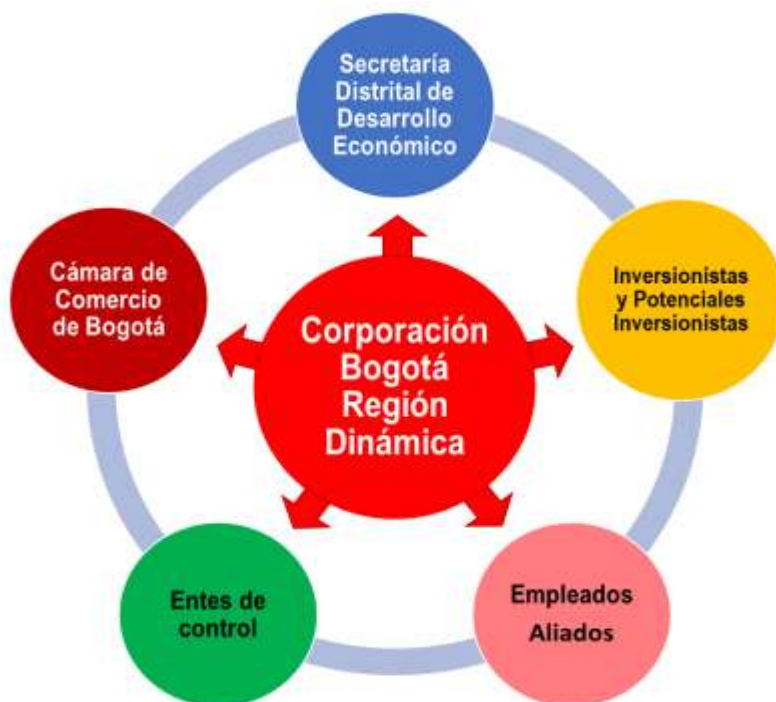 Secretaría
Distrital de
Desarrollo
Económico
Inversionistas
y Potenciales
Inversionistas
Empleados
Aliados
Entes de
control
Cámara de
Comercio
de Bogotá
Corporación
Bogotá
Región
Dinámica